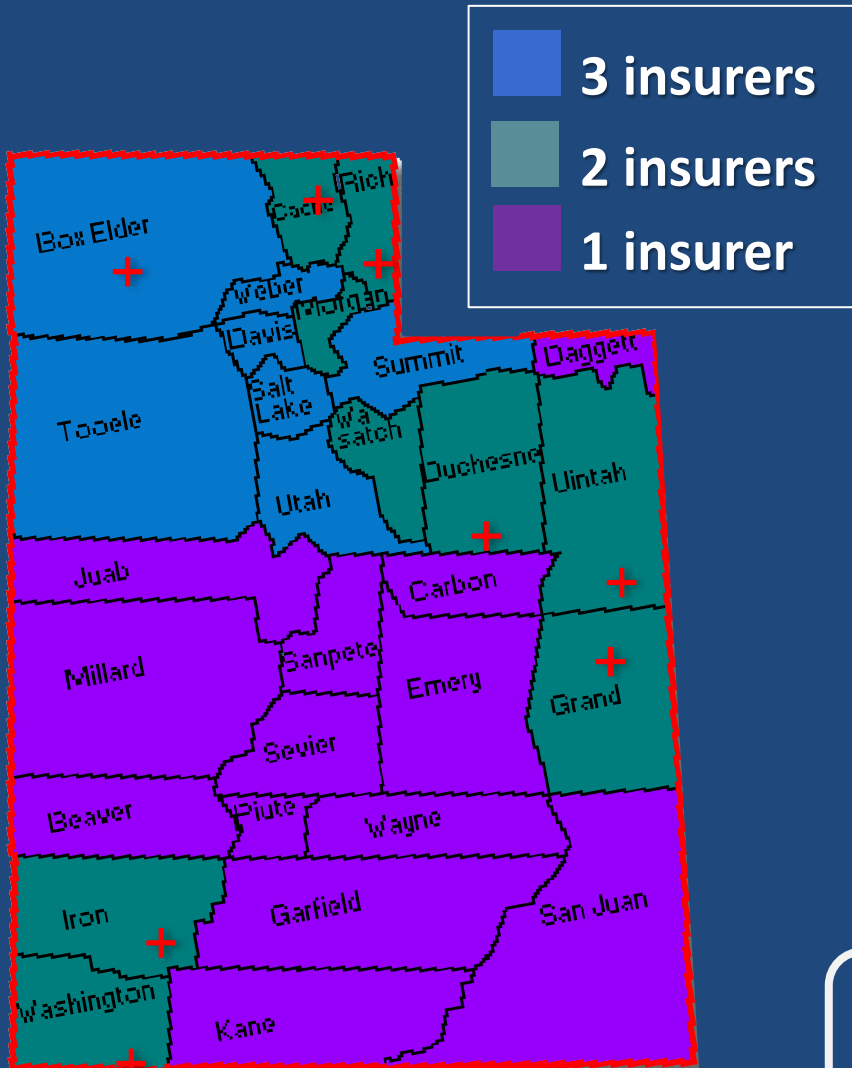 3 insurers
2 insurers
1 insurer
Box Elder
Cache
Rich
Weber
Morgan
Davis
Summit
Daggett
Salt
Lake
Tooele
Wa
satch
Duchesne
Uintah
Utah
Juab
Carbon
Sanpete
Millard
Emery
Grand
Sevier
Beaver
Piute
Wayne
Iron
Garfield
San Juan
Washington
Kane